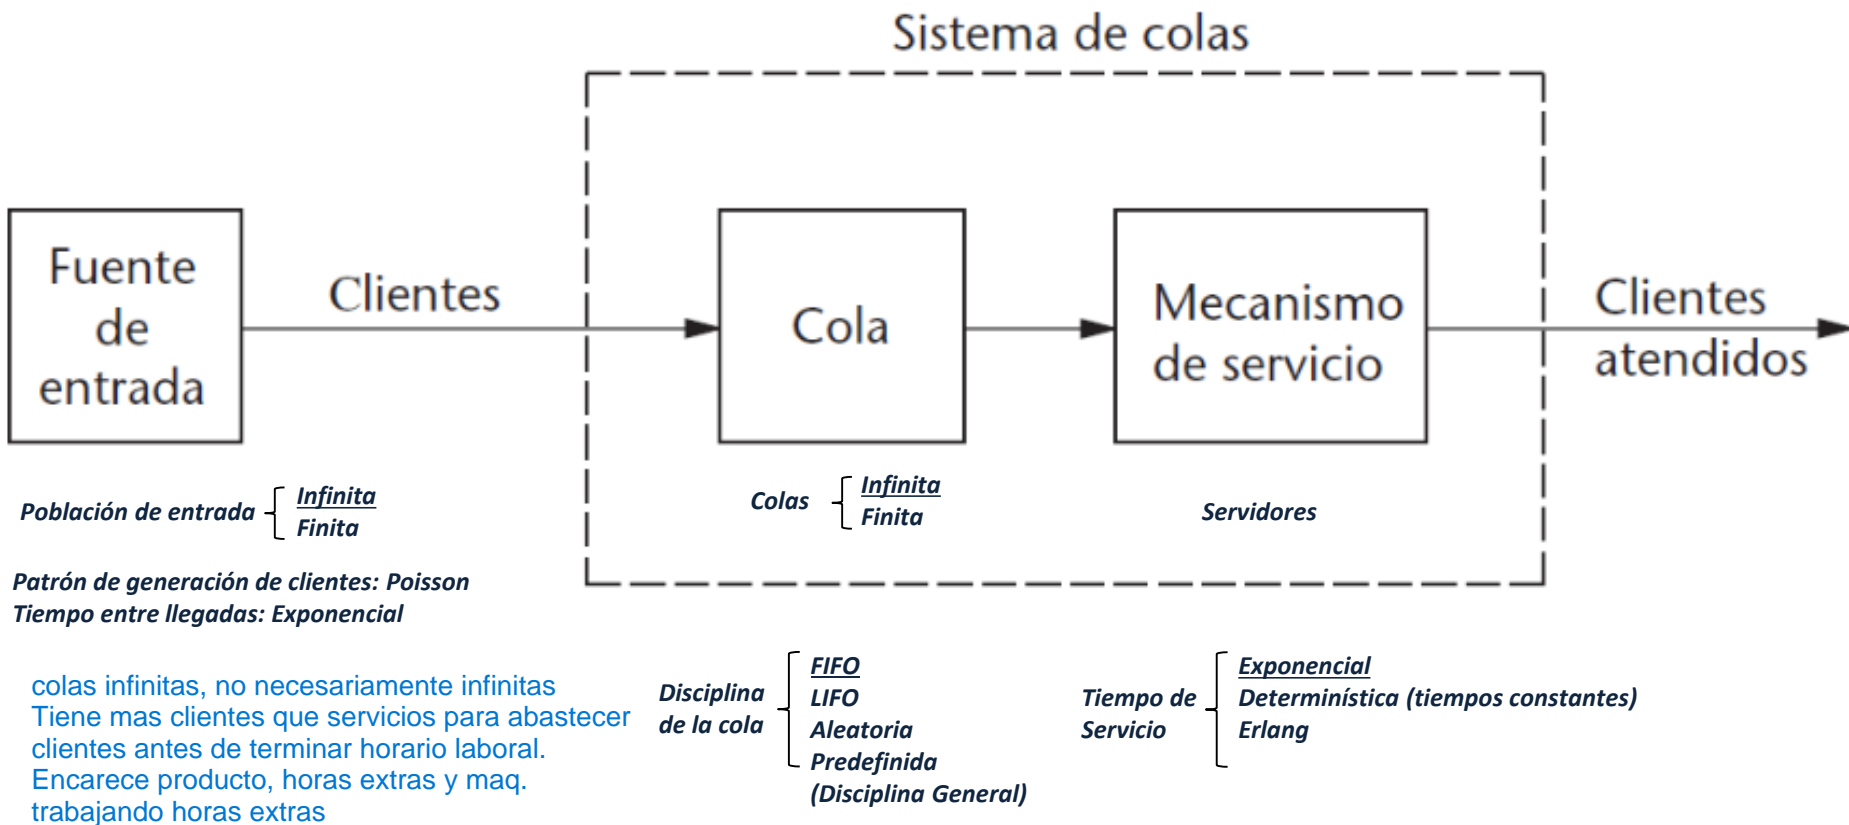 Sistema de colas
Fuente
de
entrada
Clientes
Cola
Mecanismo
de servicio
Clientes
atendidos
Población de entrada
Infinita
Finita
Colas
Infinita
Finita
Servidores
Patrón de generación de clientes: Poisson
Tiempo entre llegadas: Exponencial
colas infinitas, no necesariamente infinitas
Tiene mas clientes que servicios para abastecer
clientes antes de terminar horario laboral.
Encarece producto, horas extras y maq.
trabajando horas extras
Disciplina
de la cola
FIFO
LIFO
Aleatoria
Predefinida
(Disciplina General)
Tiempo de
Servicio
Exponencial
Determinística (tiempos constantes)
Erlang